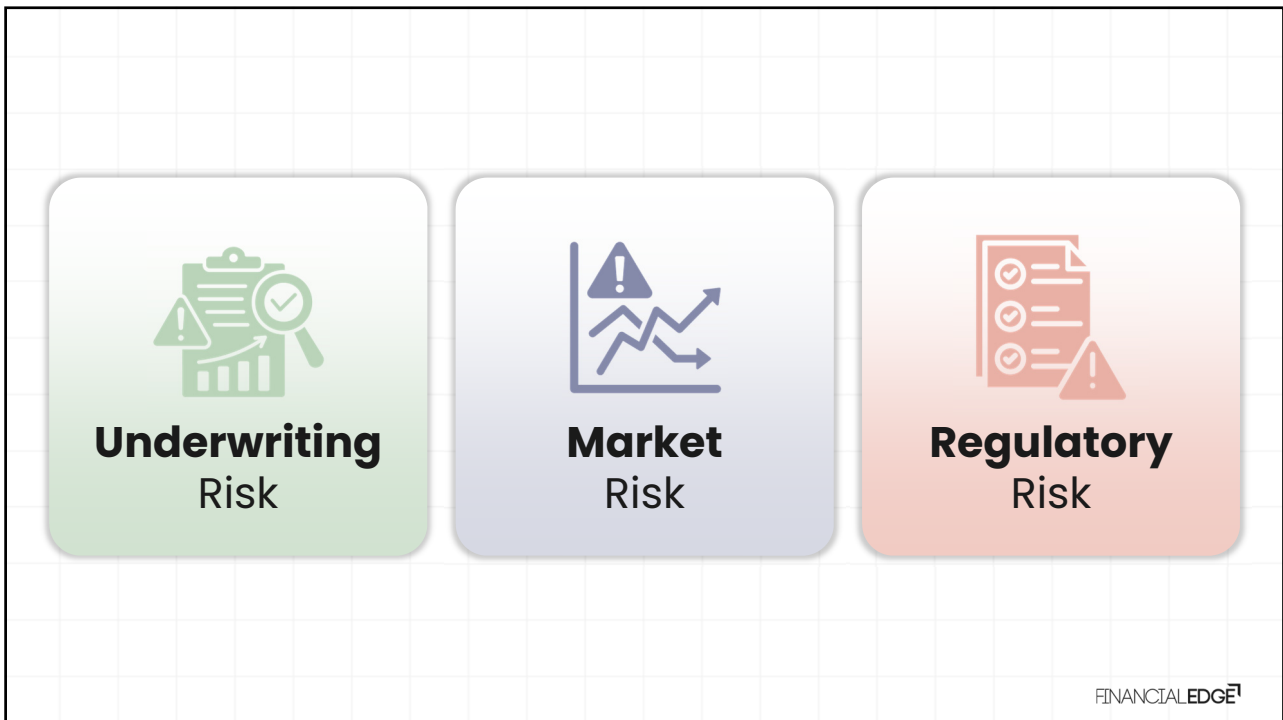 Underwriting
Risk
Market
Risk
Regulatory
Risk
FINANCIALEDGE